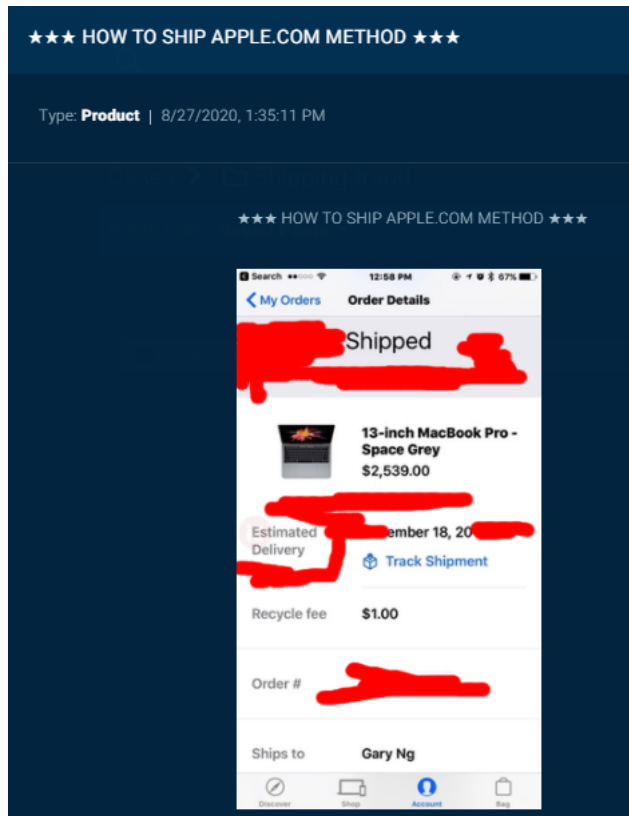 ★★★ HOW TO SHIP APPLE.COM METHOD ★★★
Type: Product | 8/27/2020, 1:35:11 PM
★★★ HOW TO SHIP APPLE.COM METHOD ★★★
Search 12:58 PM 67%
My Orders Order Details
Shipped
13-inch MacBook Pro -
Space Grey
$2,539.00
Estimated ember 18, 20
Delivery
Track Shipment
Recycle fee $1.00
Order #
Ships to Gary Ng
Discover Shop Account Bag